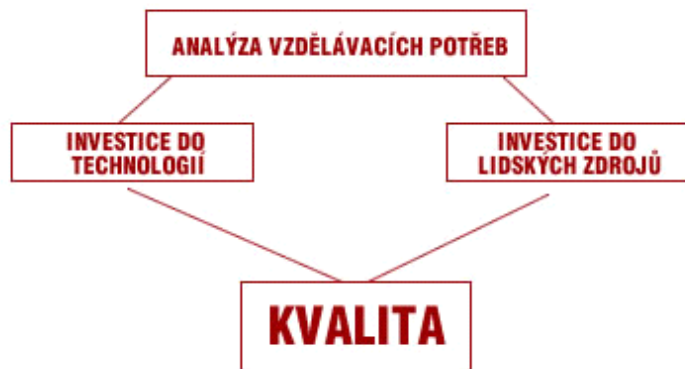 ANALÝZA VZDĚLÁVACÍCH POTŘEB
INVESTICE DO
TECHNOLOGIÍ
INVESTICE DO
LIDSKÝCH ZDROJŮ
KVALITA